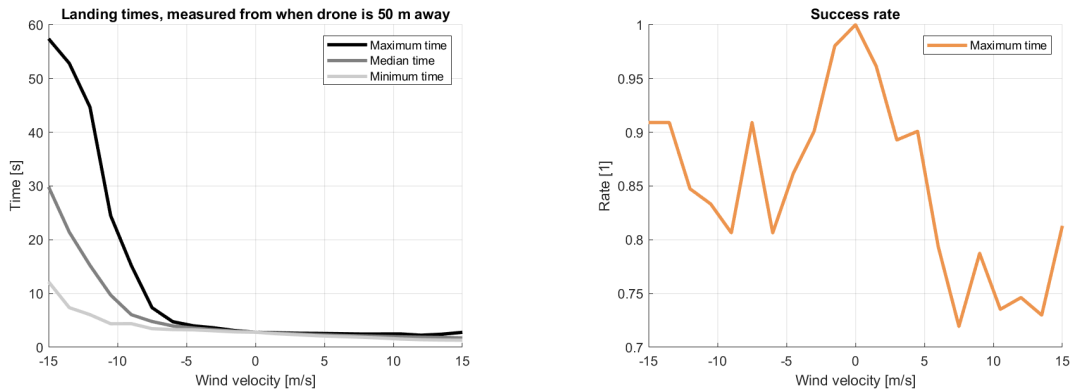 Landing times, measured from when drone is 50 m away
60
50
40
30
20
10
0
Time [s]
Maximum time
Median time
Minimum time
-15 -10 -5 0 5 10 15
Wind velocity [m/s]
Success rate
1
0.95
0.9
0.85
0.8
0.75
0.7
Rate [1]
Maximum time
-15 -10 -5 0 5 10 15
Wind velocity [m/s]